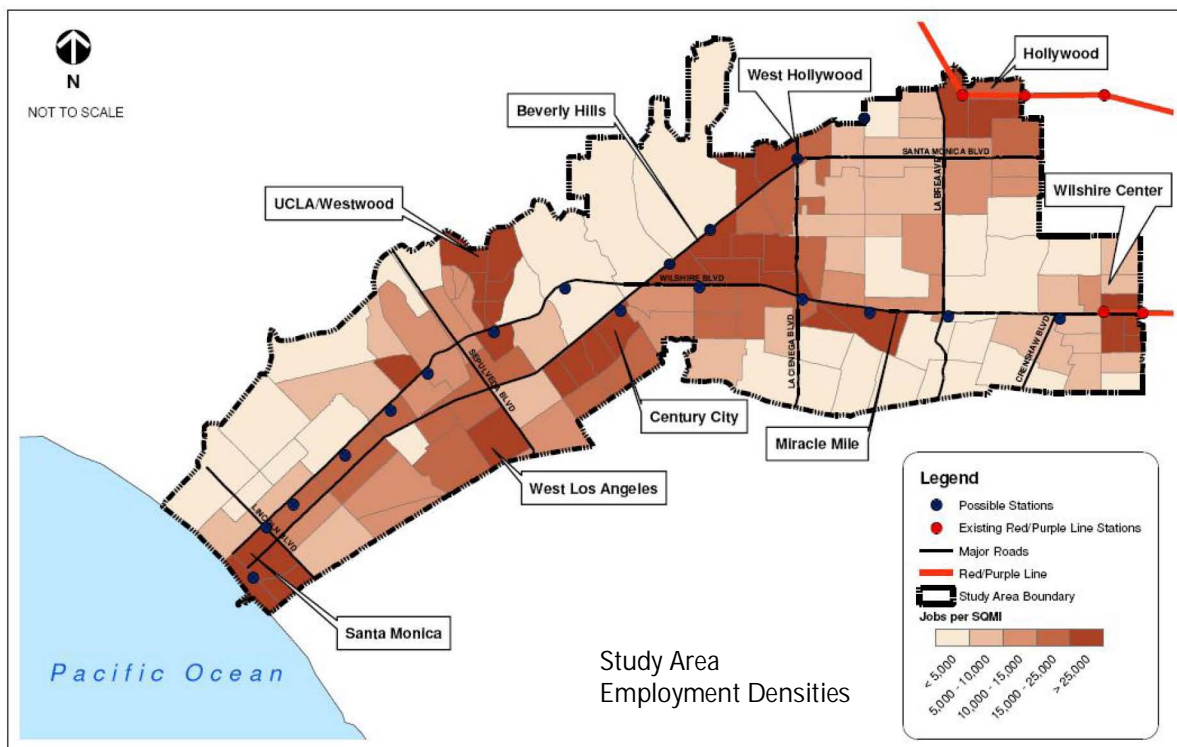 N
NOT TO SCALE
Hollywood
West Hollywood
Beverly Hills
SANTA MONICA BLVD
LA BREA AVE
Wilshire Center
UCLA/Westwood
WILSHIRE BLVD
SEPULVEDA BLVD
LA CIENEGA BLVD
CRENSHAW BLVD
Century City
Miracle Mile
West Los Angeles
LINCOLN BLVD
Santa Monica
Pacific Ocean
Study Area
Employment Densities
Legend
Possible Stations
Existing Red/Purple Line Stations
Major Roads
Red/Purple Line
Study Area Boundary
Jobs per SQMI
< 5,000
5,000 - 10,000
10,000 - 15,000
15,000 - 25,000
> 25,000